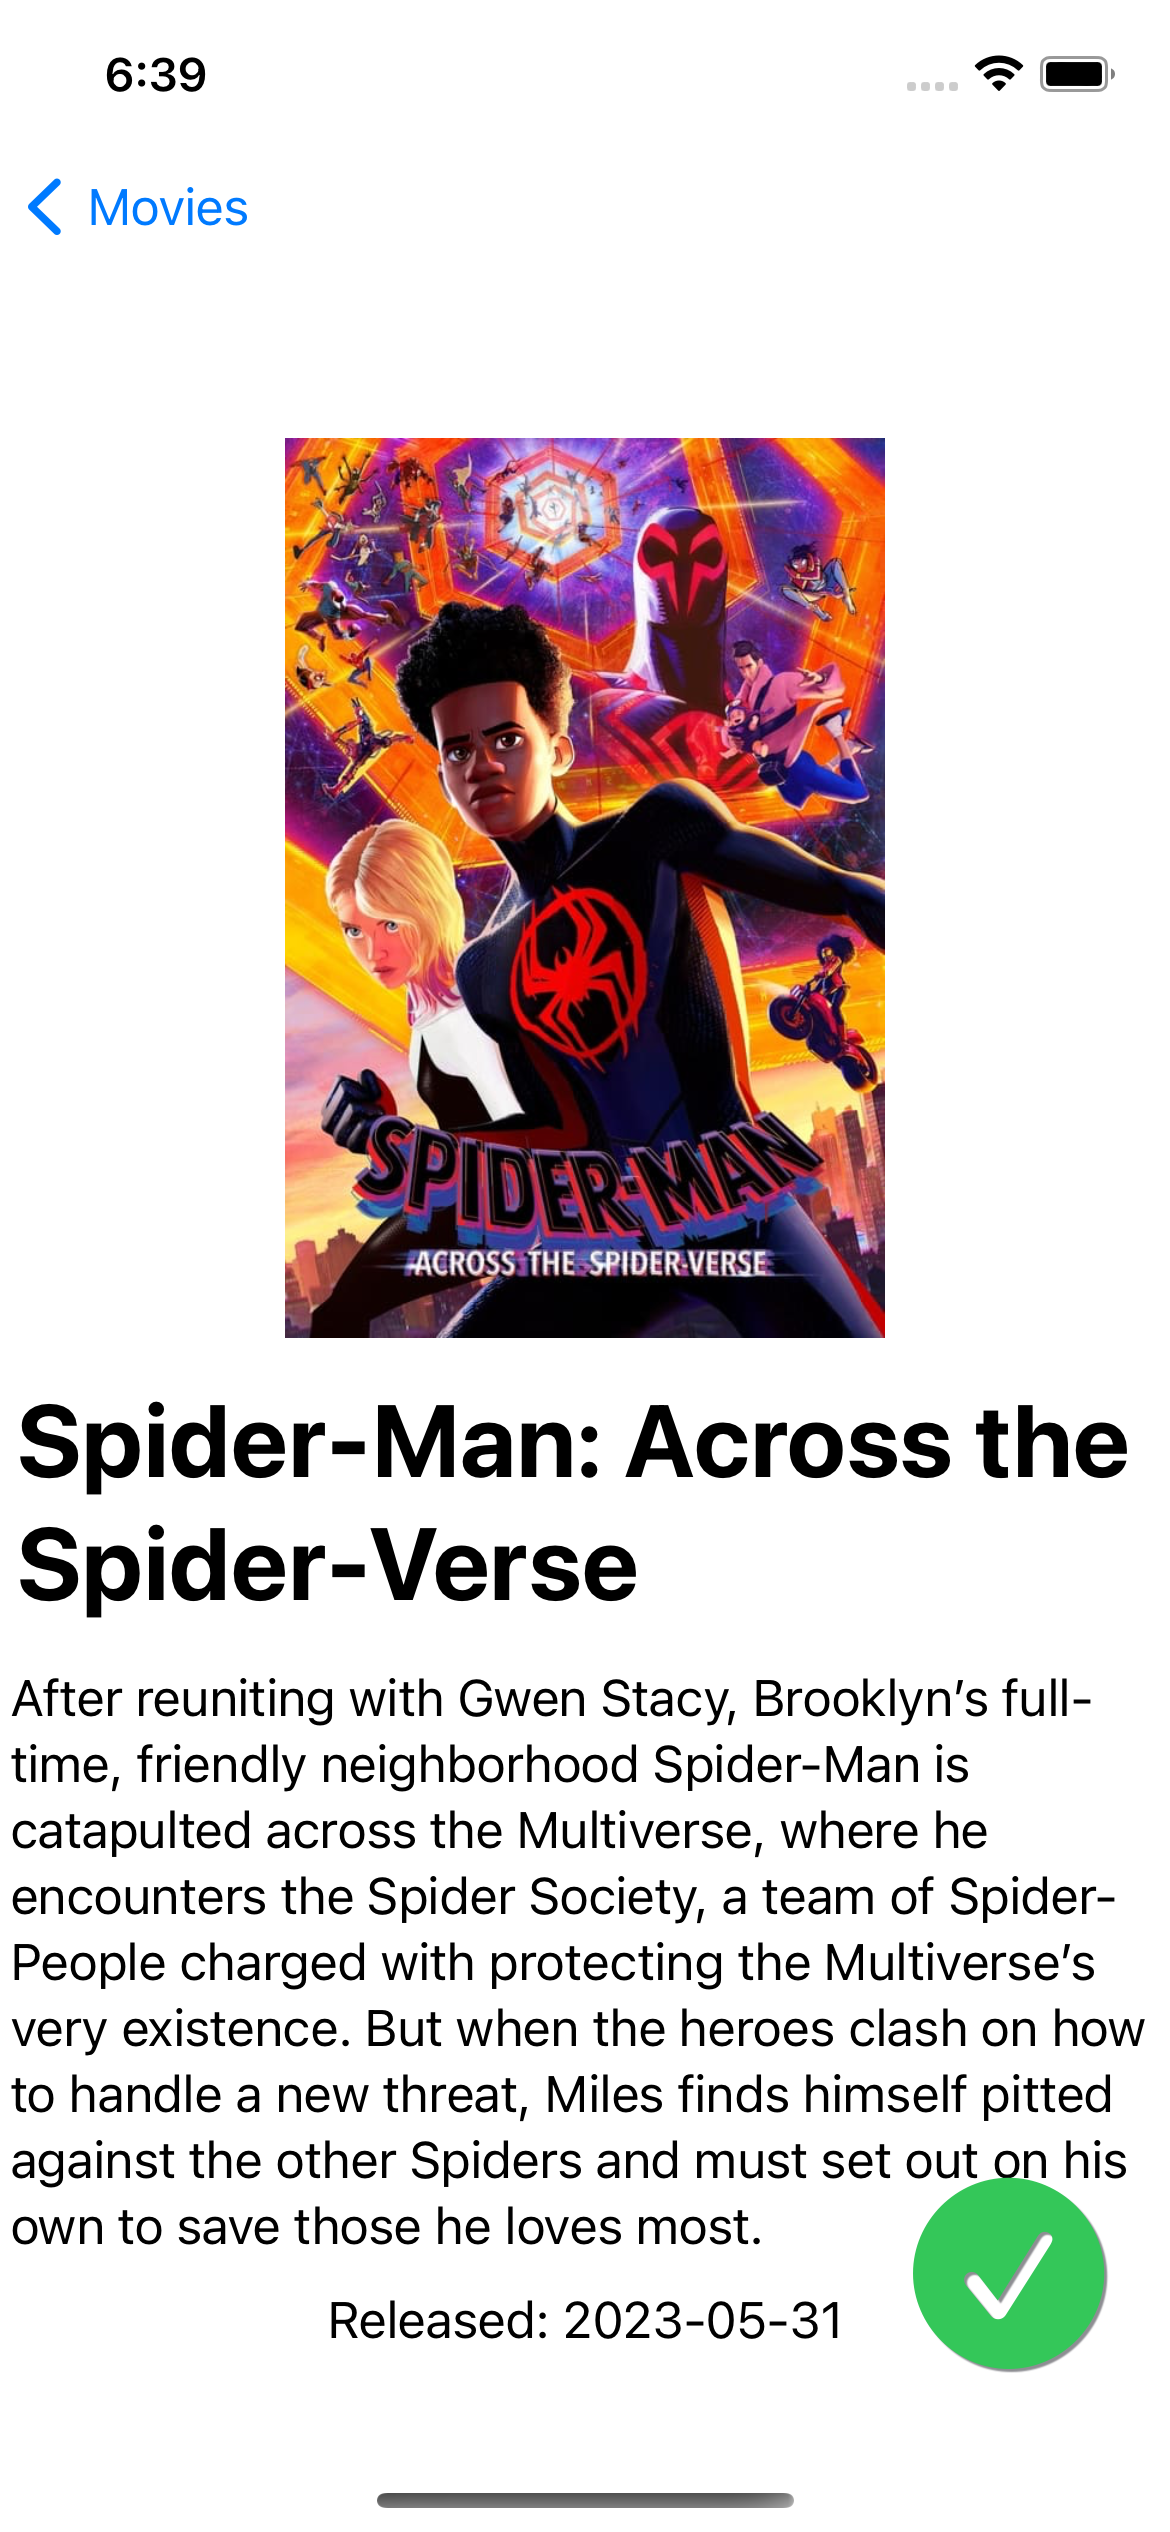 6:39
Movies
SPIDER-MAN
ACROSS THE SPIDER-VERSE
Spider-Man: Across the
Spider-Verse
After reuniting with Gwen Stacy, Brooklyn’s full-
time, friendly neighborhood Spider-Man is
catapulted across the Multiverse, where he
encounters the Spider Society, a team of Spider-
People charged with protecting the Multiverse’s
very existence. But when the heroes clash on how
to handle a new threat, Miles finds himself pitted
against the other Spiders and must set out on his
own to save those he loves most.
Released: 2023-05-31